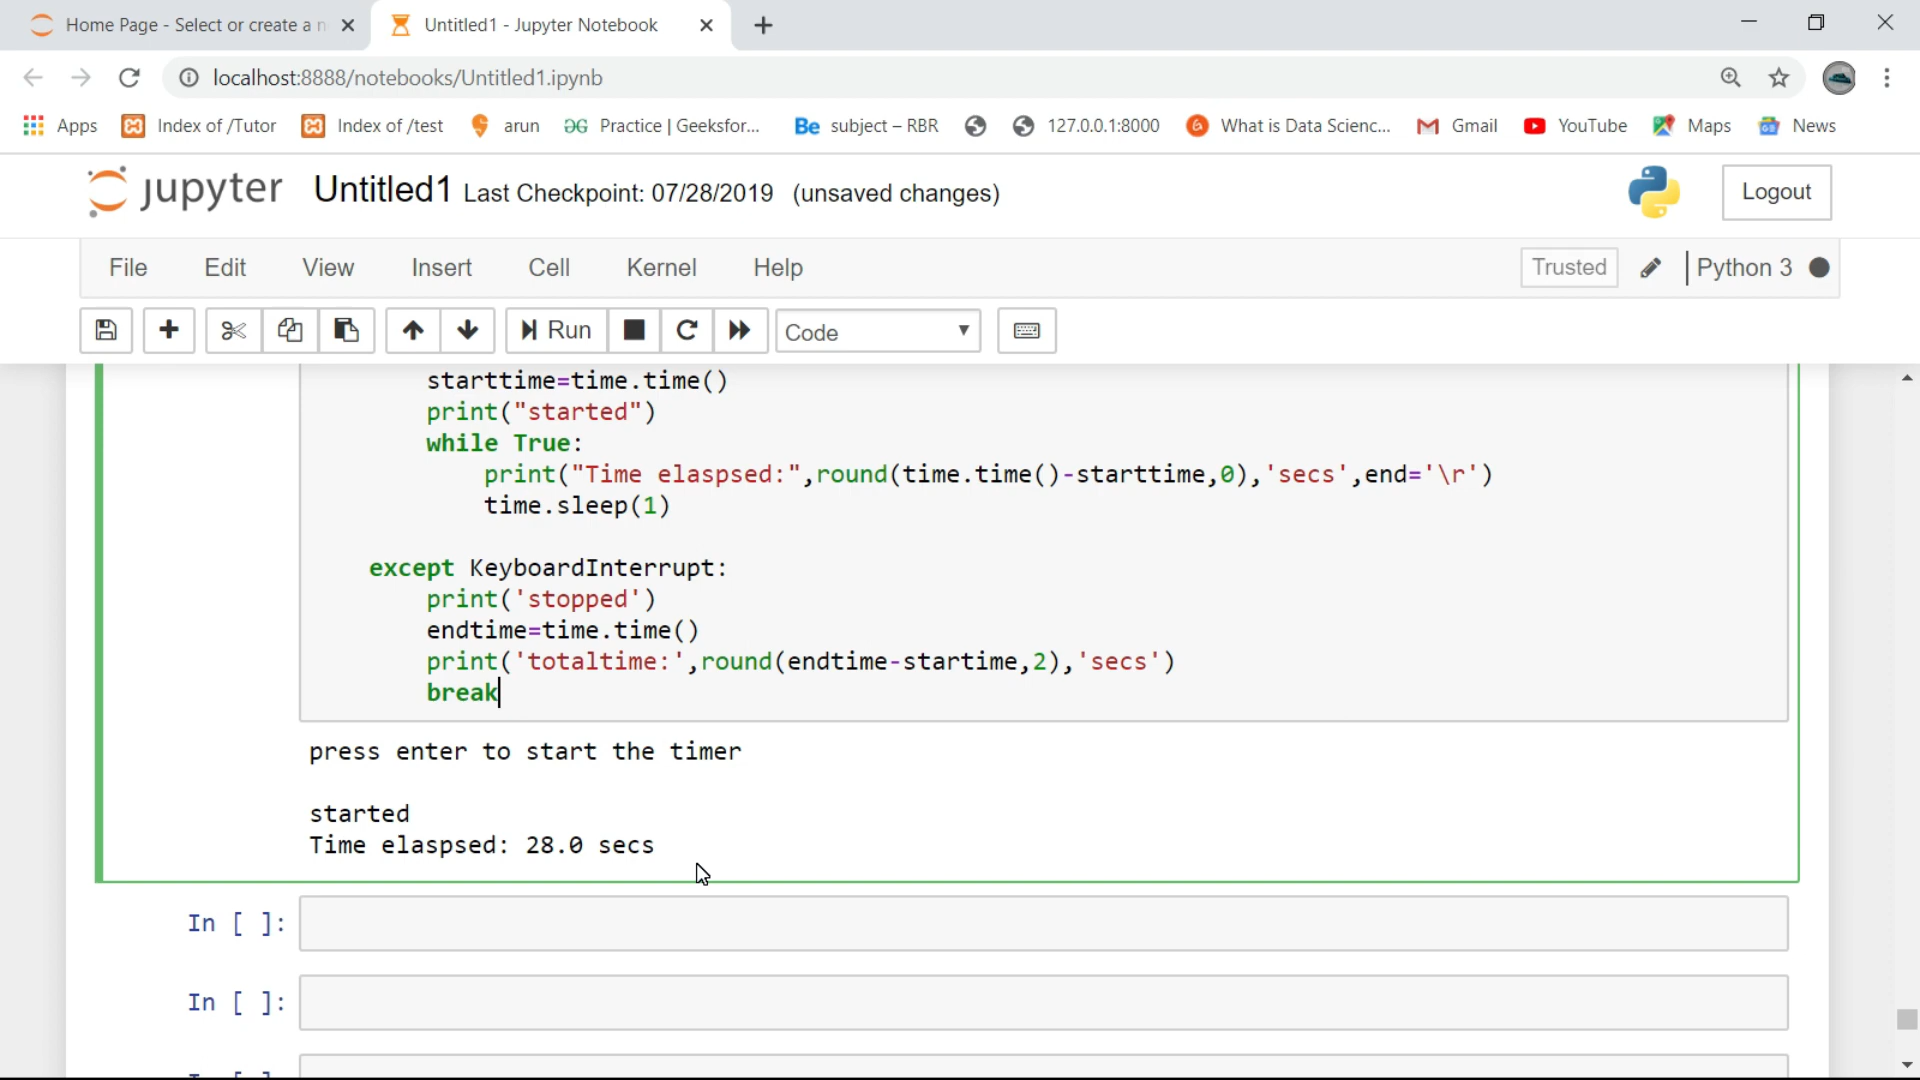 Home Page - Select or create a n
Untitled1 - Jupyter Notebook
localhost:8888/notebooks/Untitled1.ipynb
Apps
Index of /Tutor
Index of /test
arun
Practice | Geeksfor...
Be subject – RBR
127.0.0.1:8000
What is Data Scienc...
Gmail
YouTube
Maps
News
jupyter Untitled1 Last Checkpoint: 07/28/2019 (unsaved changes)
Logout
File Edit View Insert Cell Kernel Help
Trusted
Python 3
Run
Code
starttime=time.time()
print("started")
while True:
print("Time elaspsed:",round(time.time()-starttime,0),'secs',end='\r')
time.sleep(1)
except KeyboardInterrupt:
print('stopped')
endtime=time.time()
print('totaltime:',round(endtime-startime,2),'secs')
break
press enter to start the timer
started
Time elaspsed: 28.0 secs
In [ ]:
In [ ]: